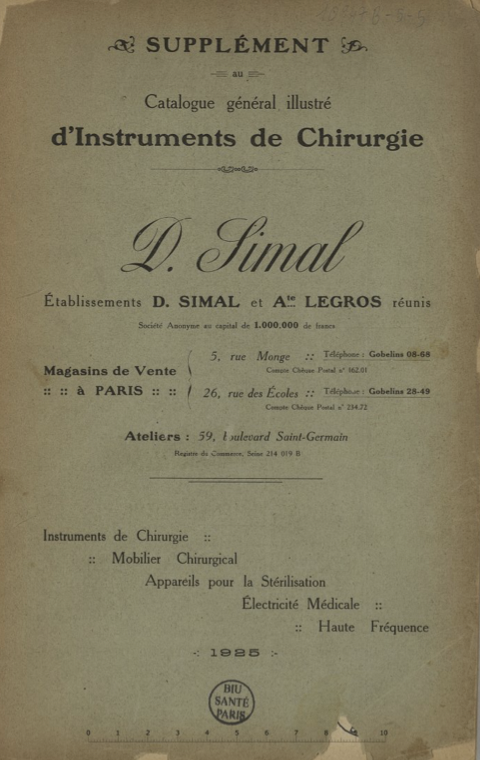 SUPPLÉMENT
au
Catalogue général illustré
d'Instruments de Chirurgie
D. Simal
Établissements D. SIMAL et Ate LEGROS réunis
Société Anonyme au capital de 1.000.000 de francs
Magasins de Vente
:: :: à PARIS :: ::
5, rue Monge :: Téléphone : Gobelins 08-68
Compte Chèque Postal n° 162.01
26, rue des Écoles :: Téléphone : Gobelins 28-49
Compte Chèque Postal n° 234.72
Ateliers : 59, boulevard Saint-Germain
Registre du Commerce, Seine 214 019 B
Instruments de Chirurgie ::
:: Mobilier Chirurgical
Appareils pour la Stérilisation
Électricité Médicale ::
:: Haute Fréquence
1925
BIU
SANTÉ
PARIS
0 1 2 3 4 5 6 7 8 9 10